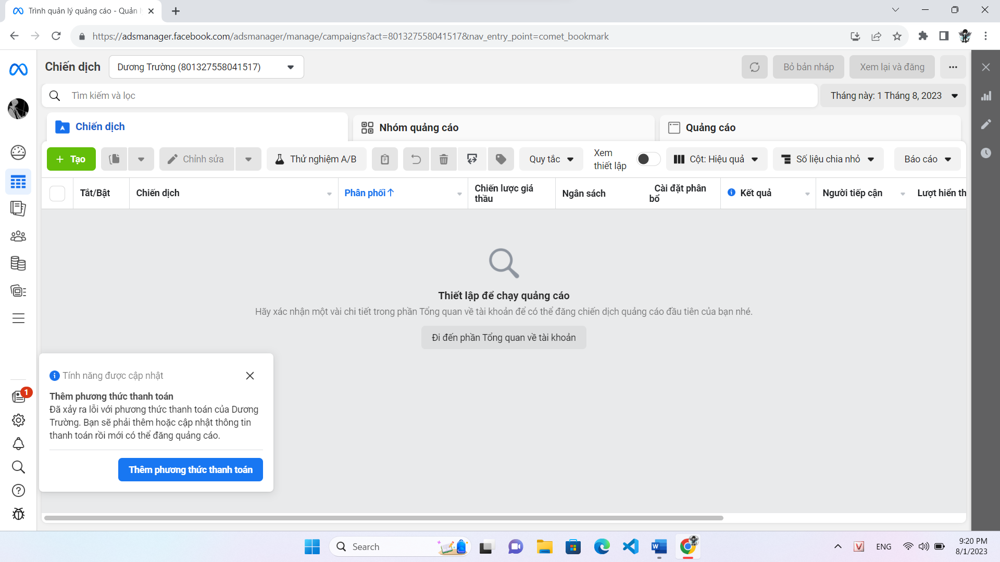 Trình quản lý quảng cáo - Quản l
https://adsmanager.facebook.com/adsmanager/manage/campaigns?act=801327558041517&nav_entry_point=comet_bookmark
Chiến dịch
Dương Trường (801327558041517)
Bỏ bản nháp
Xem lại và đăng
Tìm kiếm và lọc
Tháng này: 1 Tháng 8, 2023
Chiến dịch
Nhóm quảng cáo
Quảng cáo
+ Tạo
Chỉnh sửa
Thử nghiệm A/B
Quy tắc
Xem
thiết lập
Cột: Hiệu quả
Số liệu chia nhỏ
Báo cáo
Tắt/Bật
Chiến dịch
Phân phối↑
Chiến lược giá
thầu
Ngân sách
Cài đặt phân
bổ
Kết quả
Người tiếp cận
Lượt hiển th
Thiết lập để chạy quảng cáo
Hãy xác nhận một vài chi tiết trong phần Tổng quan về tài khoản để có thể đăng chiến dịch quảng cáo đầu tiên của bạn nhé.
Đi đến phần Tổng quan về tài khoản
Tính năng được cập nhật
Thêm phương thức thanh toán
Đã xảy ra lỗi với phương thức thanh toán của Dương
Trường. Bạn sẽ phải thêm hoặc cập nhật thông tin
thanh toán rồi mới có thể đăng quảng cáo.
Thêm phương thức thanh toán
1
Search
ENG
9:20 PM
8/1/2023